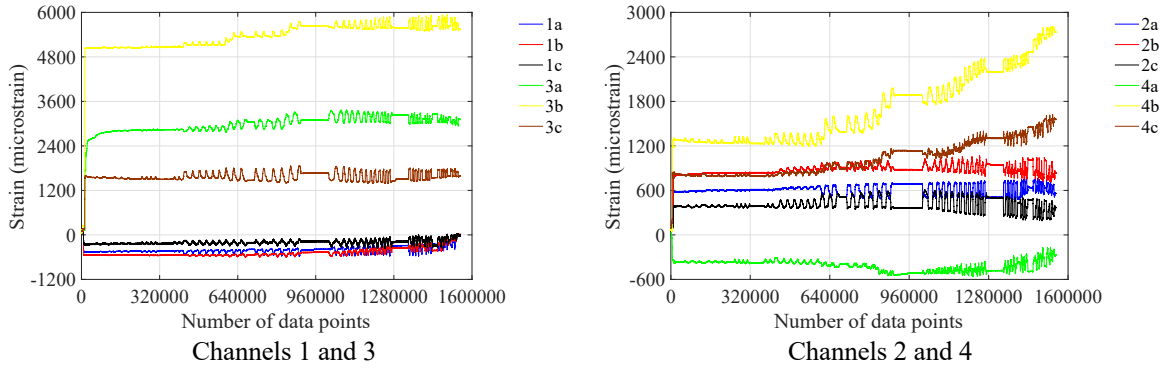 6000
4800
3600
2400
1200
0
-1200
Strain (microstrain)
0 320000 640000 960000 1280000 1600000
Number of data points
1a
1b
1c
3a
3b
3c
Channels 1 and 3
3000
2400
1800
1200
600
0
-600
Strain (microstrain)
0 320000 640000 960000 1280000 1600000
Number of data points
2a
2b
2c
4a
4b
4c
Channels 2 and 4